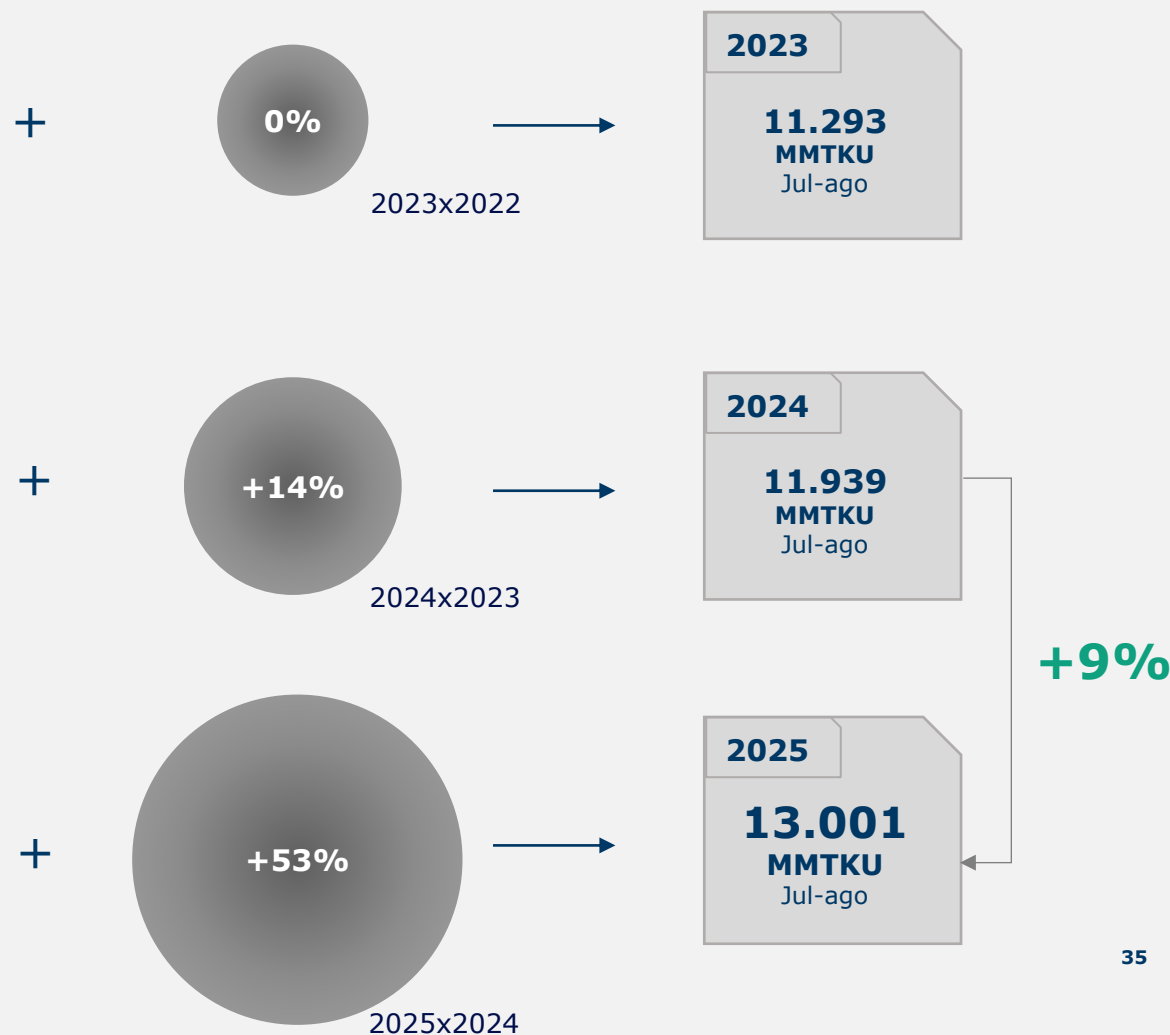 +
0%
2023x2022
2023
11.293
MMTKU
Jul-ago
+
+14%
2024x2023
2024
11.939
MMTKU
Jul-ago
+9%
+
+53%
2025x2024
2025
13.001
MMTKU
Jul-ago
35